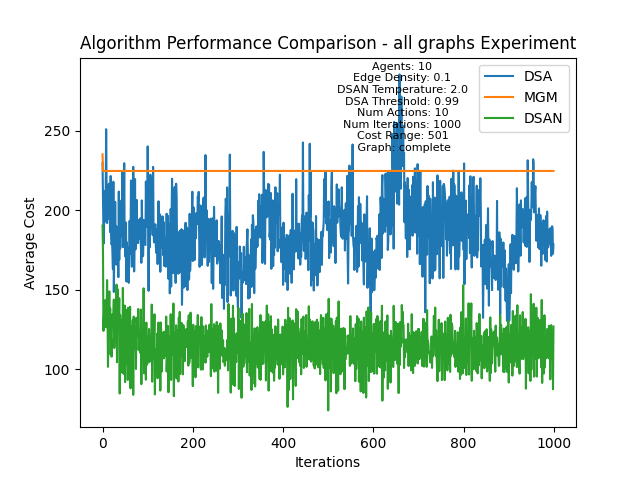 Algorithm Performance Comparison - all graphs Experiment
Agents: 10
Edge Density: 0.1
DSAN Temperature: 2.0
DSA Threshold: 0.99
Num Actions: 10
Num Iterations: 1000
Cost Range: 501
Graph: complete
DSA
MGM
DSAN
Average Cost
250
200
150
100
0
200
400
600
800
1000
Iterations